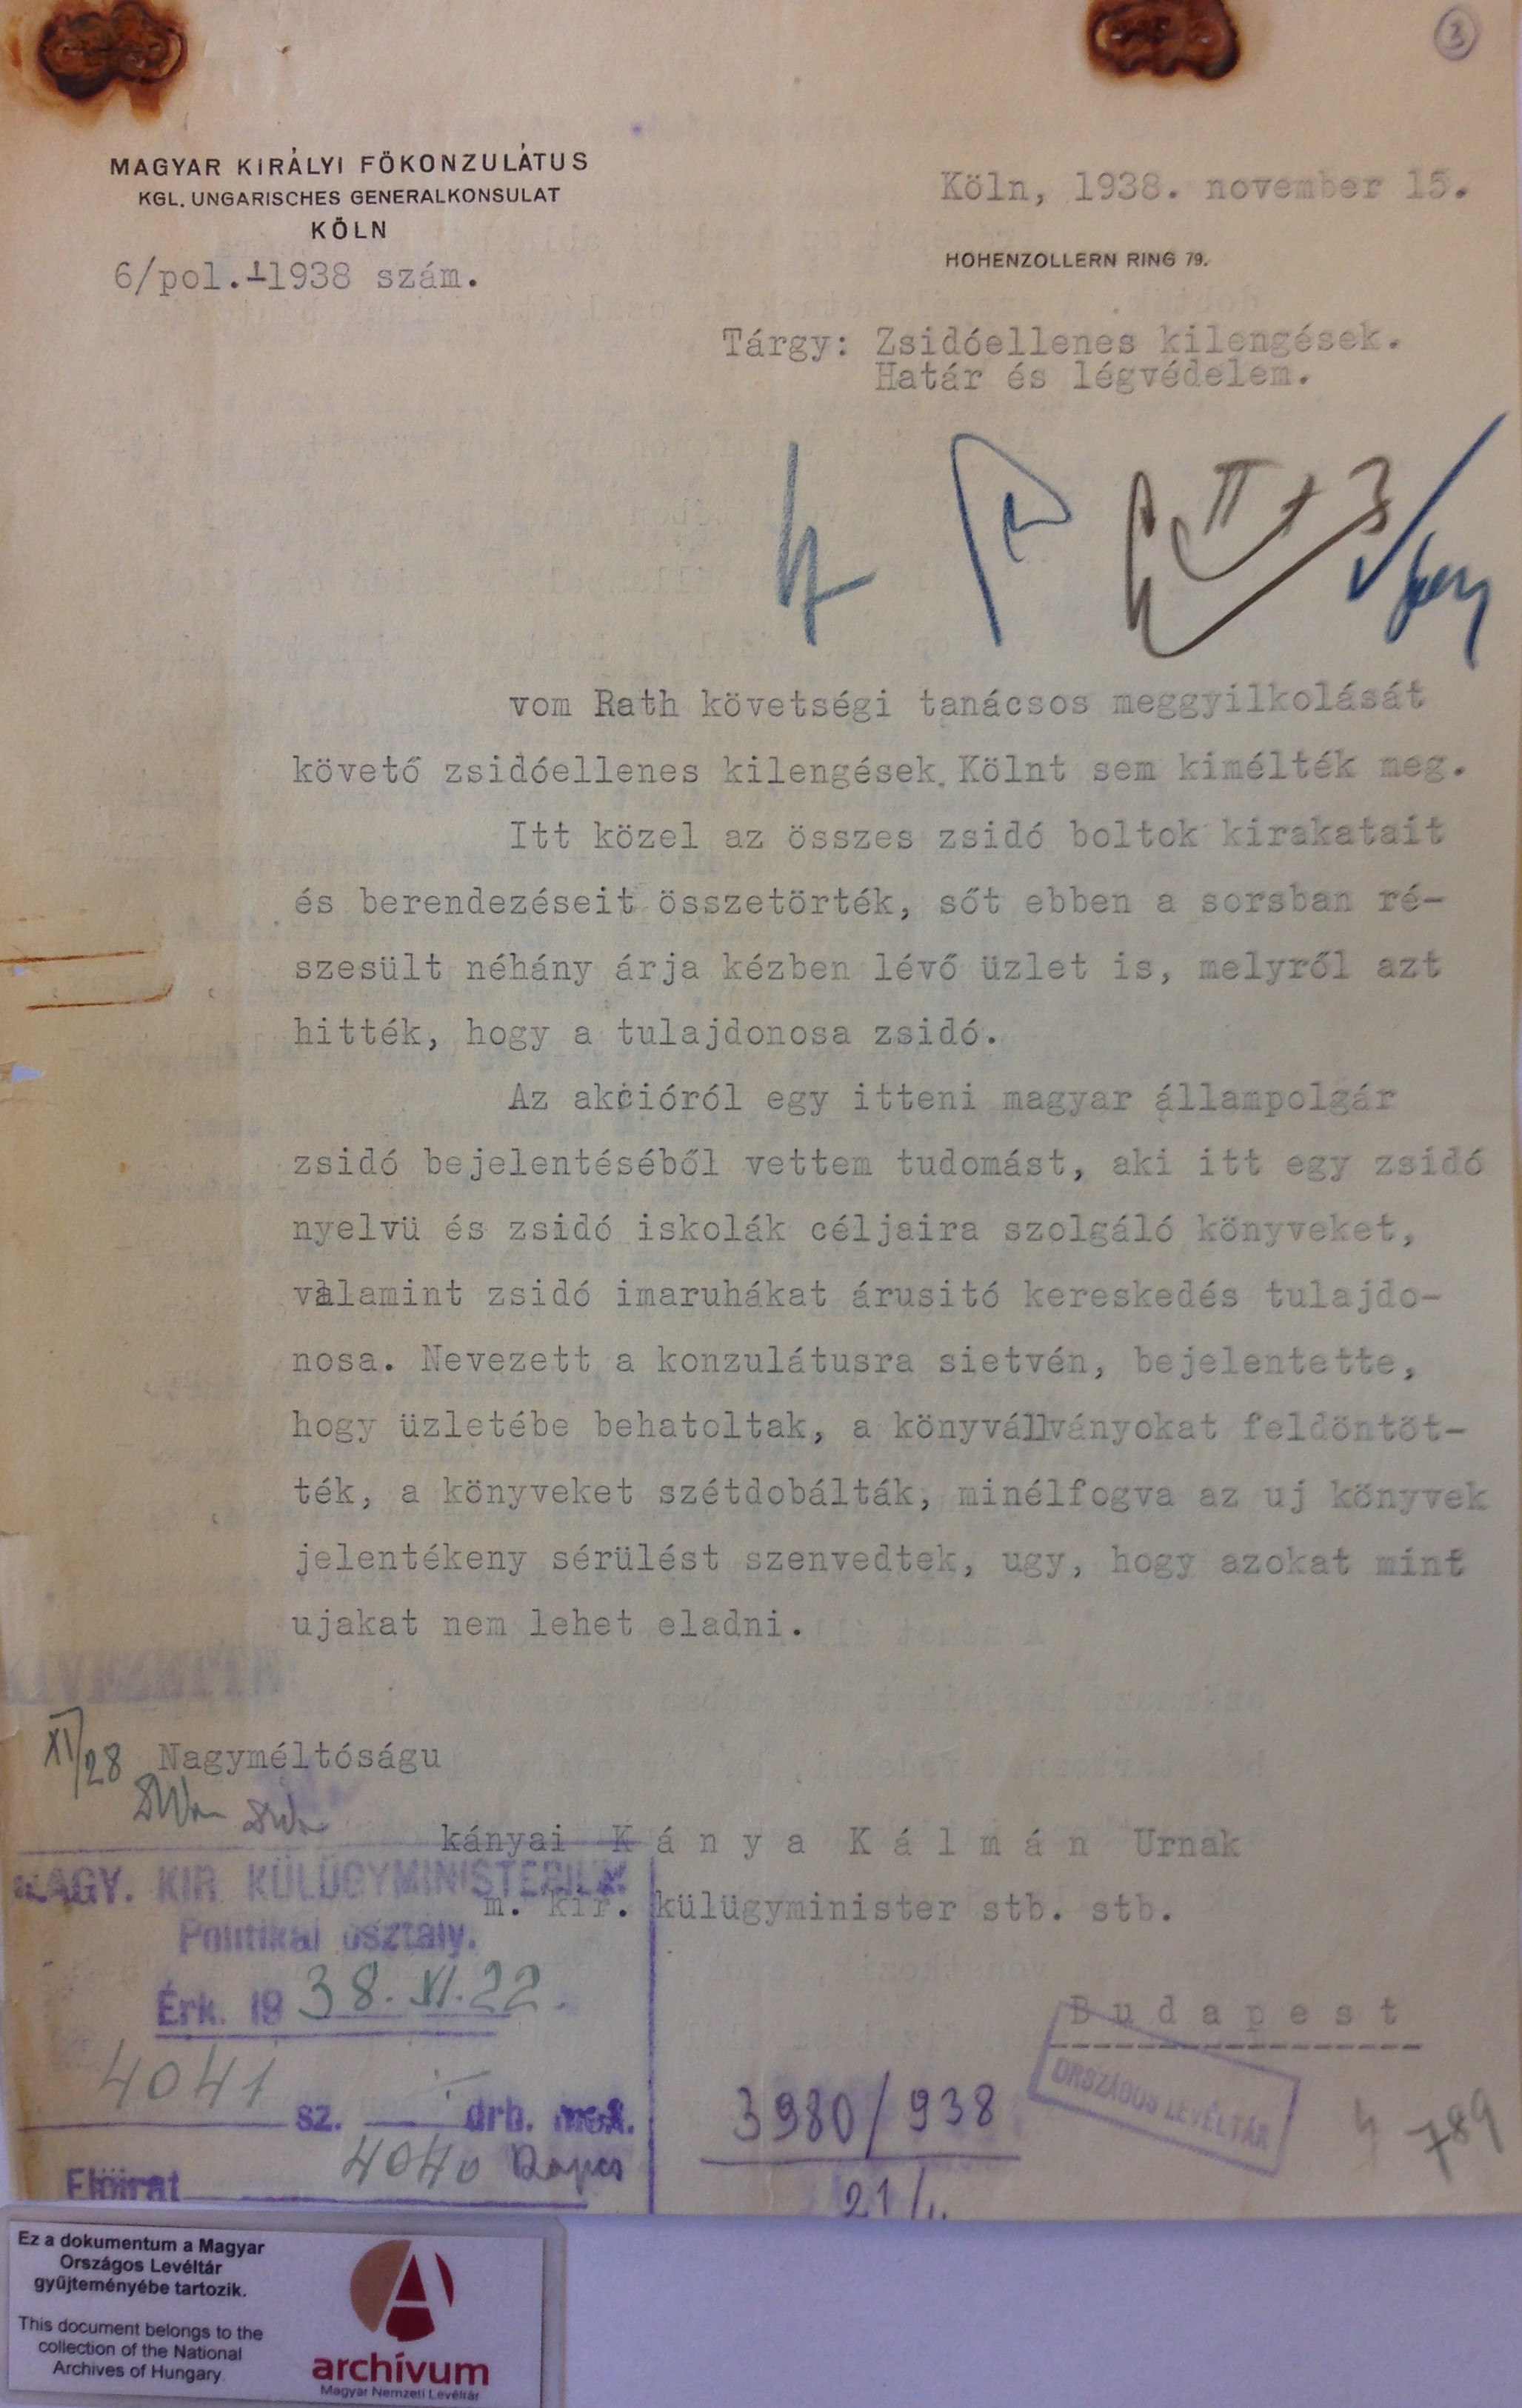 3
MAGYAR KIRÁLYI FŐKONZULÁTUS
KGL. UNGARISCHES GENERALKONSULAT
KÖLN
6/pol.-1938 szám.
Köln, 1938. november 15.
HOHENZOLLERN RING 79.
Tárgy: Zsidóellenes kilengések.
Határ és légvédelem.
vom Rath követségi tanácsos meggyilkolását
követő zsidóellenes kilengések Kölnt sem kimélték meg.
Itt közel az összes zsidó boltok kirakatait
és berendezéseit összetörték, sőt ebben a sorsban ré-
szesült néhány árja kézben lévő üzlet is, melyről azt
hitték, hogy a tulajdonosa zsidó.
Az akcióról egy itteni magyar állampolgár
zsidó bejelentéséből vettem tudomást, aki itt egy zsidó
nyelvü és zsidó iskolák céljaira szolgáló könyveket,
valamint zsidó imaruhákat árusitó kereskedés tulajdo-
nosa. Nevezett a konzulátusra sietvén, bejelentette,
hogy üzletébe behatoltak, a könyvállványokat feldöntöt-
ték, a könyveket szétdobálták, minélfogva az uj könyvek
jelentékeny sérülést szenvedtek, ugy, hogy azokat mint
ujakat nem lehet eladni.
XI/28 Nagyméltóságu
kányai Kánya Kálmán Urnak
m. kir. külügyminister stb. stb.
Budapest
MAGY. KIR. KÜLÜGYMINISTERIUM
Politikai osztály.
Érk. 1938. XI. 22.
4041 sz. drb. mell.
Előirat 4040
3980/938
21/
ORSZÁGOS LEVÉLTÁR
789
Ez a dokumentum a Magyar
Országos Levéltár
gyűjteményébe tartozik.
This document belongs to the
collection of the National
Archives of Hungary.
archívum
Magyar Nemzeti Levéltár